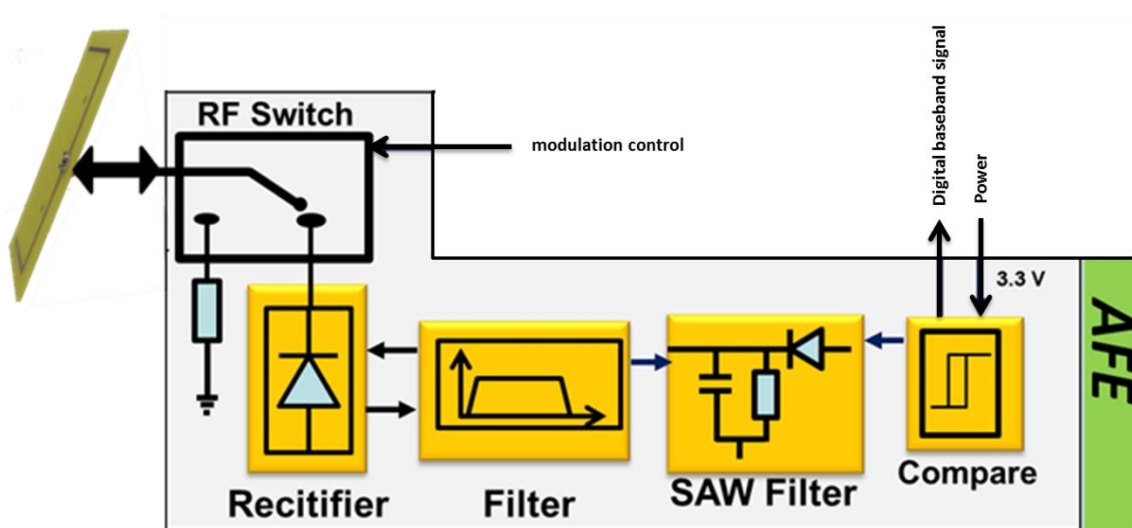 RF Switch
modulation control
Digital baseband signal
Power
3.3 V
AFE
Recitifier
Filter
SAW Filter
Compare